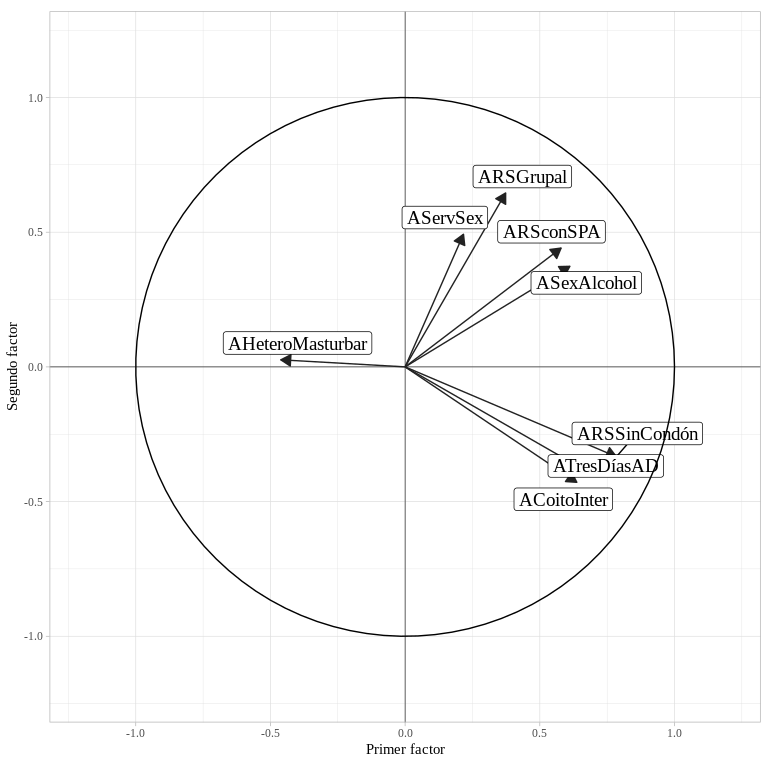 1.0
0.5
0.0
-0.5
-1.0
Segundo factor
ARSGrupal
AServSex
ARSconSPA
ASexAlcohol
AHeteroMasturbar
ARSSinCondón
ATresDíasAD
ACoitoInter
-1.0 -0.5 0.0 0.5 1.0
Primer factor